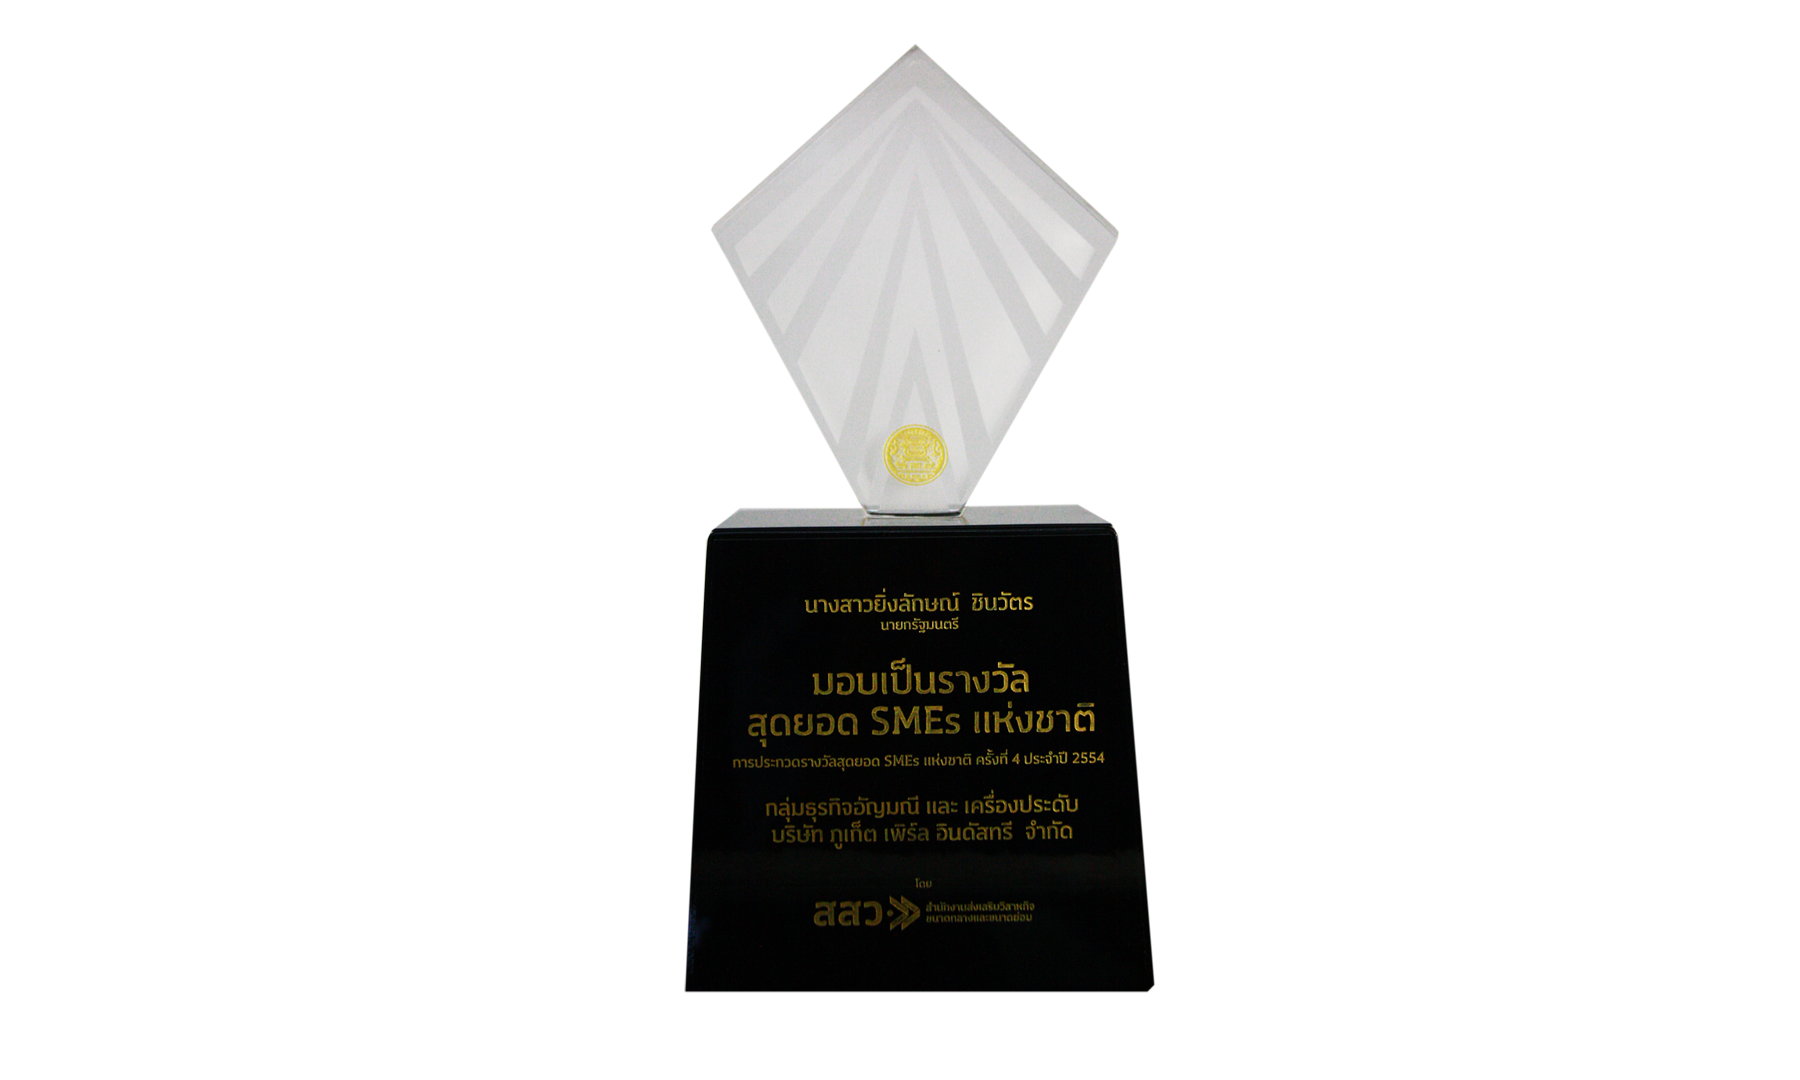 นางสาวยิ่งลักษณ์ ชินวัตร
นายกรัฐมนตรี
มอบเป็นรางวัล
สุดยอด SMEs แห่งชาติ
การประกวดรางวัลสุดยอด SMEs แห่งชาติ ครั้งที่ 4 ประจำปี 2554
กลุ่มธุรกิจอัญมณี และ เครื่องประดับ
บริษัท ภูเก็ต เพิร์ล อินดัสทรี จำกัด
โดย
สสว
สำนักงานส่งเสริมวิสาหกิจ
ขนาดกลางและขนาดย่อม